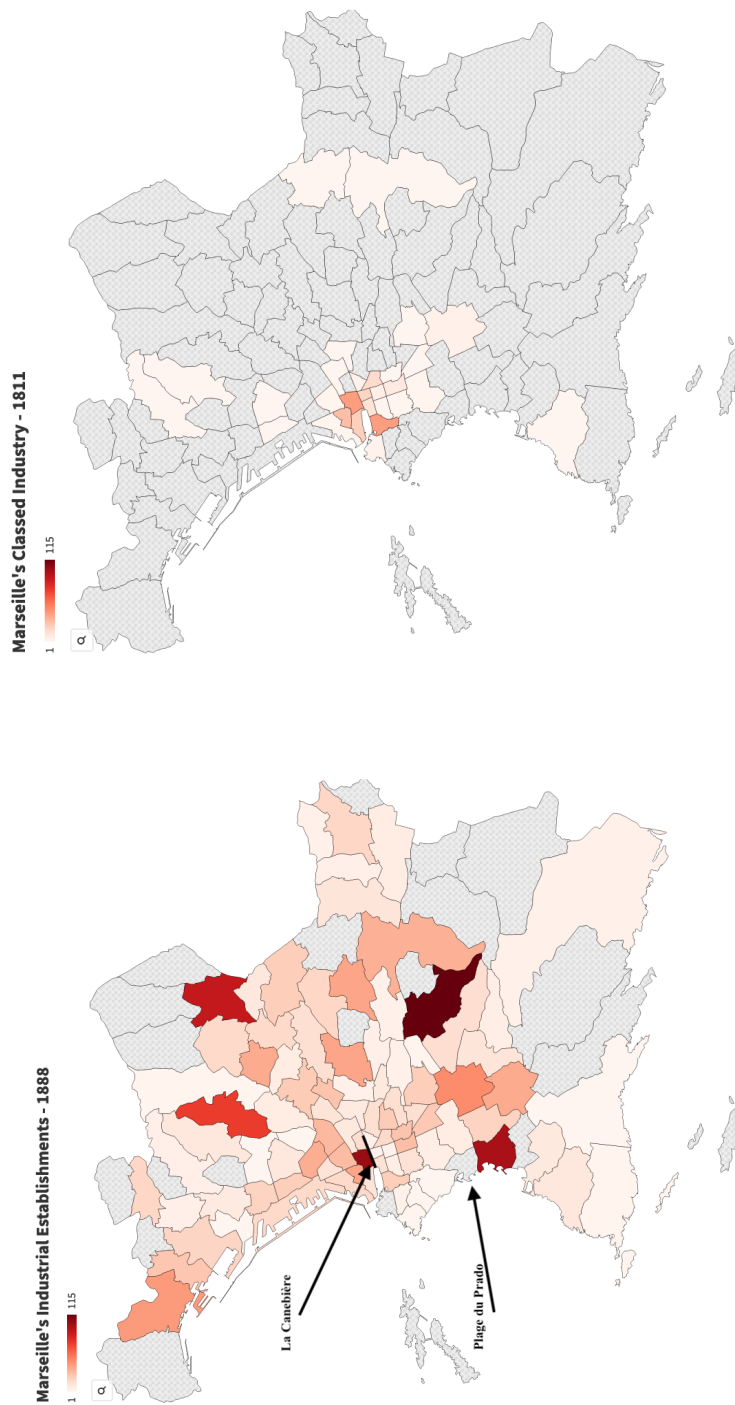 Marseille's Classed Industry - 1811
1 115
Marseille's Industrial Establishments - 1888
1 115
La Canebière
Plage du Prado